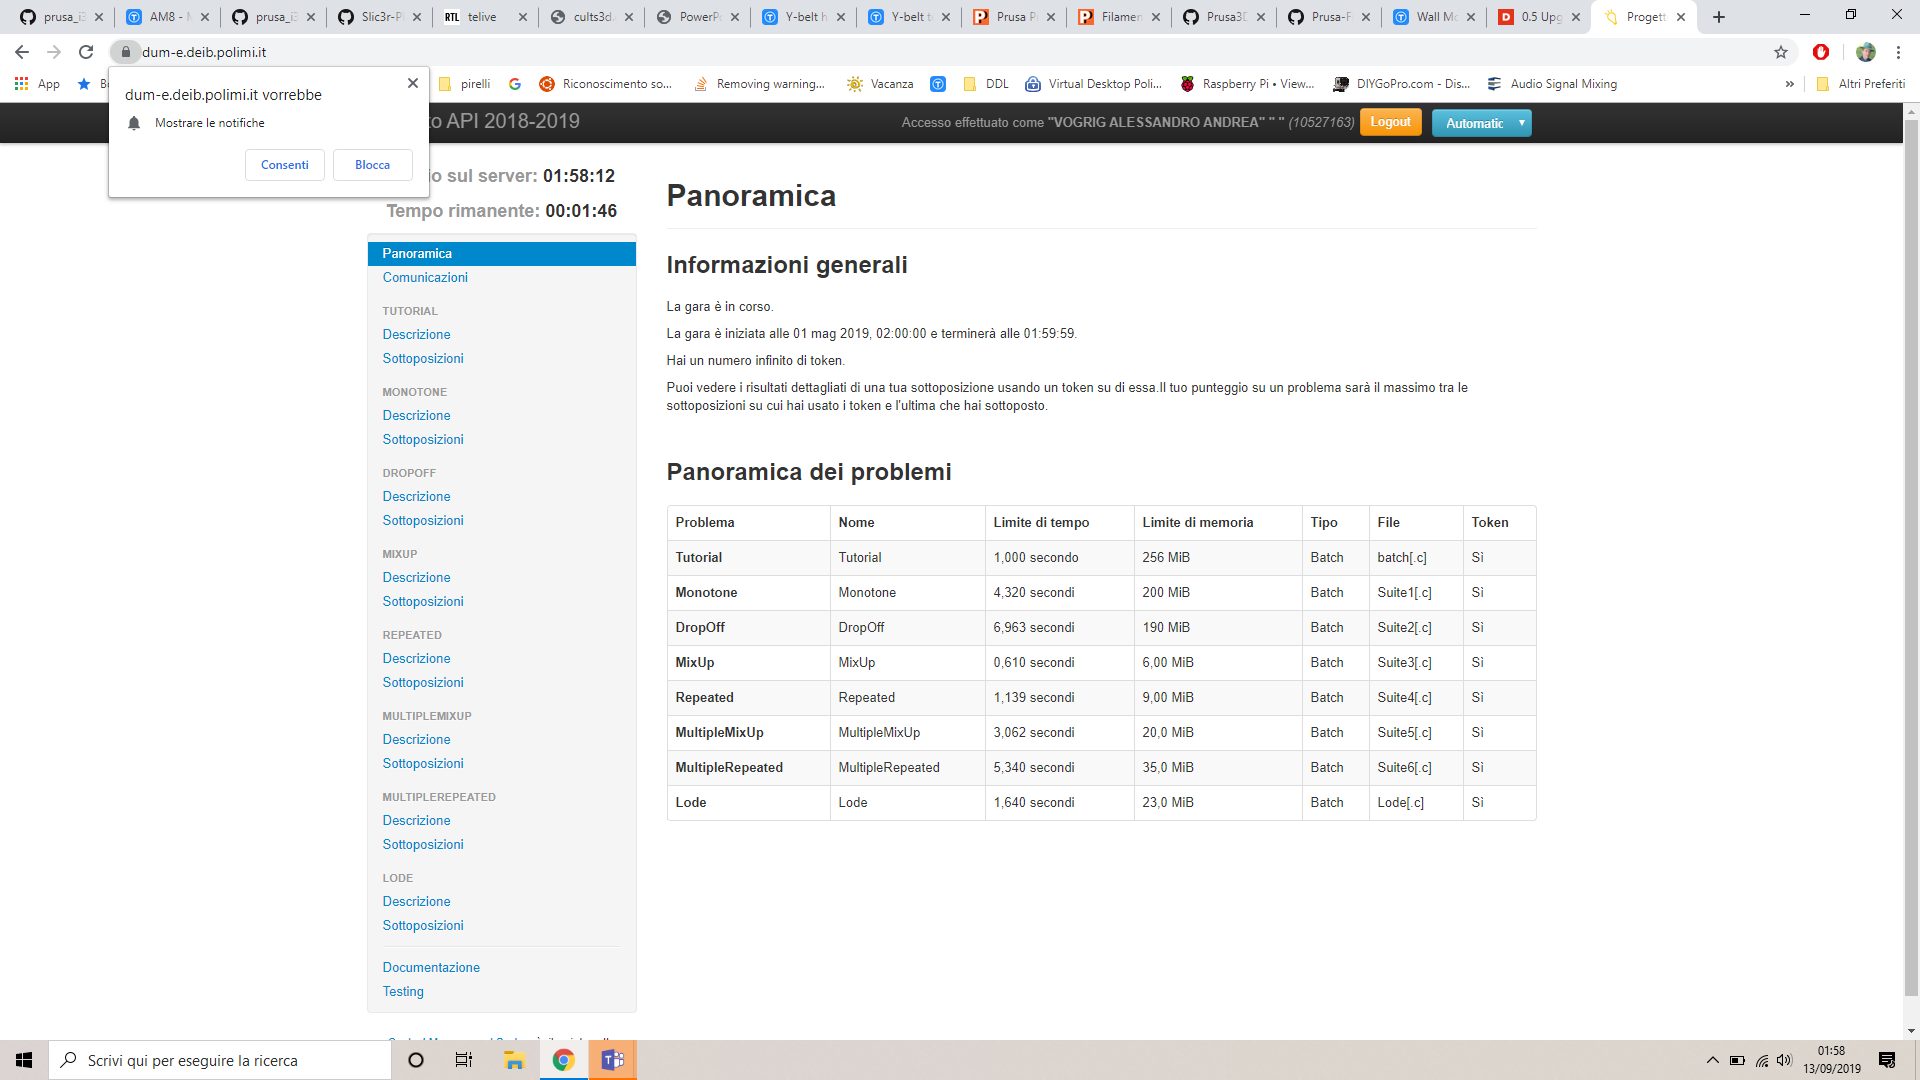 prusa_i3
AM8 - M
prusa_i3
Slic3r-P
RTL telive
cults3d.
PowerPo
Y-belt h
Y-belt t
Prusa P
Filamen
Prusa3D
Prusa-Fi
Wall Mo
0.5 Upg
Progett
dum-e.deib.polimi.it
App
pirelli
Riconoscimento so...
Removing warning...
Vacanza
DDL
Virtual Desktop Poli...
Raspberry Pi • View...
DIYGoPro.com - Dis...
Audio Signal Mixing
»
Altri Preferiti
dum-e.deib.polimi.it vorrebbe
Mostrare le notifiche
Consenti
Blocca
to API 2018-2019
Accesso effettuato come "VOGRIG ALESSANDRO ANDREA" " " (10527163)
Logout
Automatic
io sul server: 01:58:12
Tempo rimanente: 00:01:46
Panoramica
Comunicazioni
TUTORIAL
Descrizione
Sottoposizioni
MONOTONE
Descrizione
Sottoposizioni
DROPOFF
Descrizione
Sottoposizioni
MIXUP
Descrizione
Sottoposizioni
REPEATED
Descrizione
Sottoposizioni
MULTIPLEMIXUP
Descrizione
Sottoposizioni
MULTIPLEREPEATED
Descrizione
Sottoposizioni
LODE
Descrizione
Sottoposizioni
Documentazione
Testing
Panoramica
Informazioni generali
La gara è in corso.
La gara è iniziata alle 01 mag 2019, 02:00:00 e terminerà alle 01:59:59.
Hai un numero infinito di token.
Puoi vedere i risultati dettagliati di una tua sottoposizione usando un token su di essa.Il tuo punteggio su un problema sarà il massimo tra le
sottoposizioni su cui hai usato i token e l'ultima che hai sottoposto.
Panoramica dei problemi
Problema Nome Limite di tempo Limite di memoria Tipo File Token
Tutorial Tutorial 1,000 secondo 256 MiB Batch batch[.c] Sì
Monotone Monotone 4,320 secondi 200 MiB Batch Suite1[.c] Sì
DropOff DropOff 6,963 secondi 190 MiB Batch Suite2[.c] Sì
MixUp MixUp 0,610 secondi 6,00 MiB Batch Suite3[.c] Sì
Repeated Repeated 1,139 secondi 9,00 MiB Batch Suite4[.c] Sì
MultipleMixUp MultipleMixUp 3,062 secondi 20,0 MiB Batch Suite5[.c] Sì
MultipleRepeated MultipleRepeated 5,340 secondi 35,0 MiB Batch Suite6[.c] Sì
Lode Lode 1,640 secondi 23,0 MiB Batch Lode[.c] Sì
Scrivi qui per eseguire la ricerca
01:58
13/09/2019